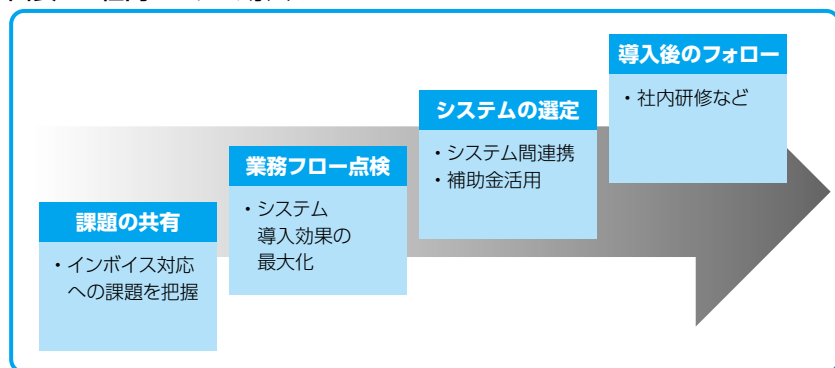 課題の共有
・インボイス対応
への課題を把握
業務フロー点検
・システム
導入効果の
最大化
システムの選定
・システム間連携
・補助金活用
導入後のフォロー
・社内研修など